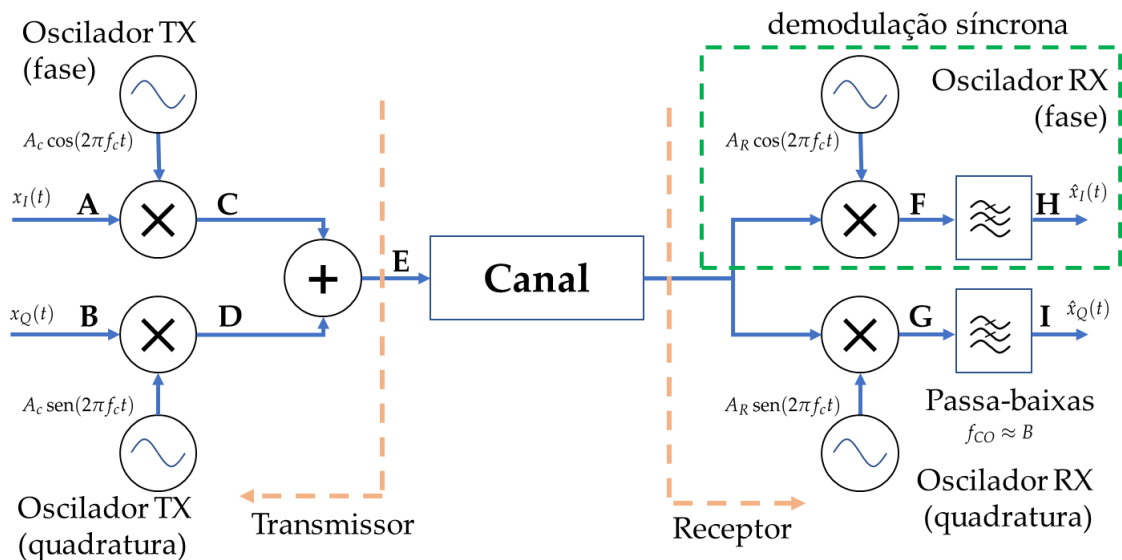 demodulação síncrona
Oscilador TX
(fase)
Oscilador RX
(fase)
A_c cos(2πf_ct)
A_R cos(2πf_ct)
x_I(t)
A
C
F
H
x̂_I(t)
E
Canal
x_Q(t)
B
D
G
I
x̂_Q(t)
A_c sen(2πf_ct)
A_R sen(2πf_ct)
Passa-baixas
f_CO ≈ B
Oscilador TX
(quadratura)
Transmissor
Receptor
Oscilador RX
(quadratura)